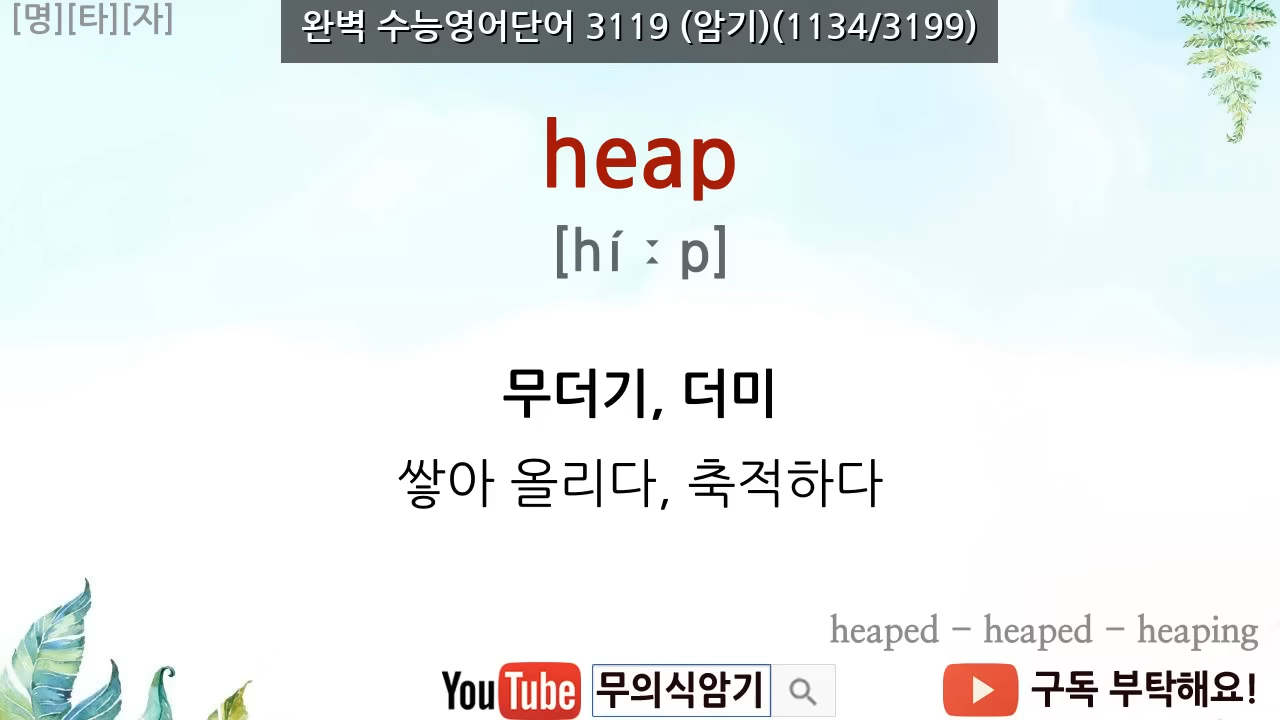 [명][타][자]
완벽 수능영어단어 3119 (암기)(1134/3199)
heap
[híːp]
무더기, 더미
쌓아 올리다, 축적하다
heaped - heaped - heaping
YouTube 무의식암기
구독 부탁해요!